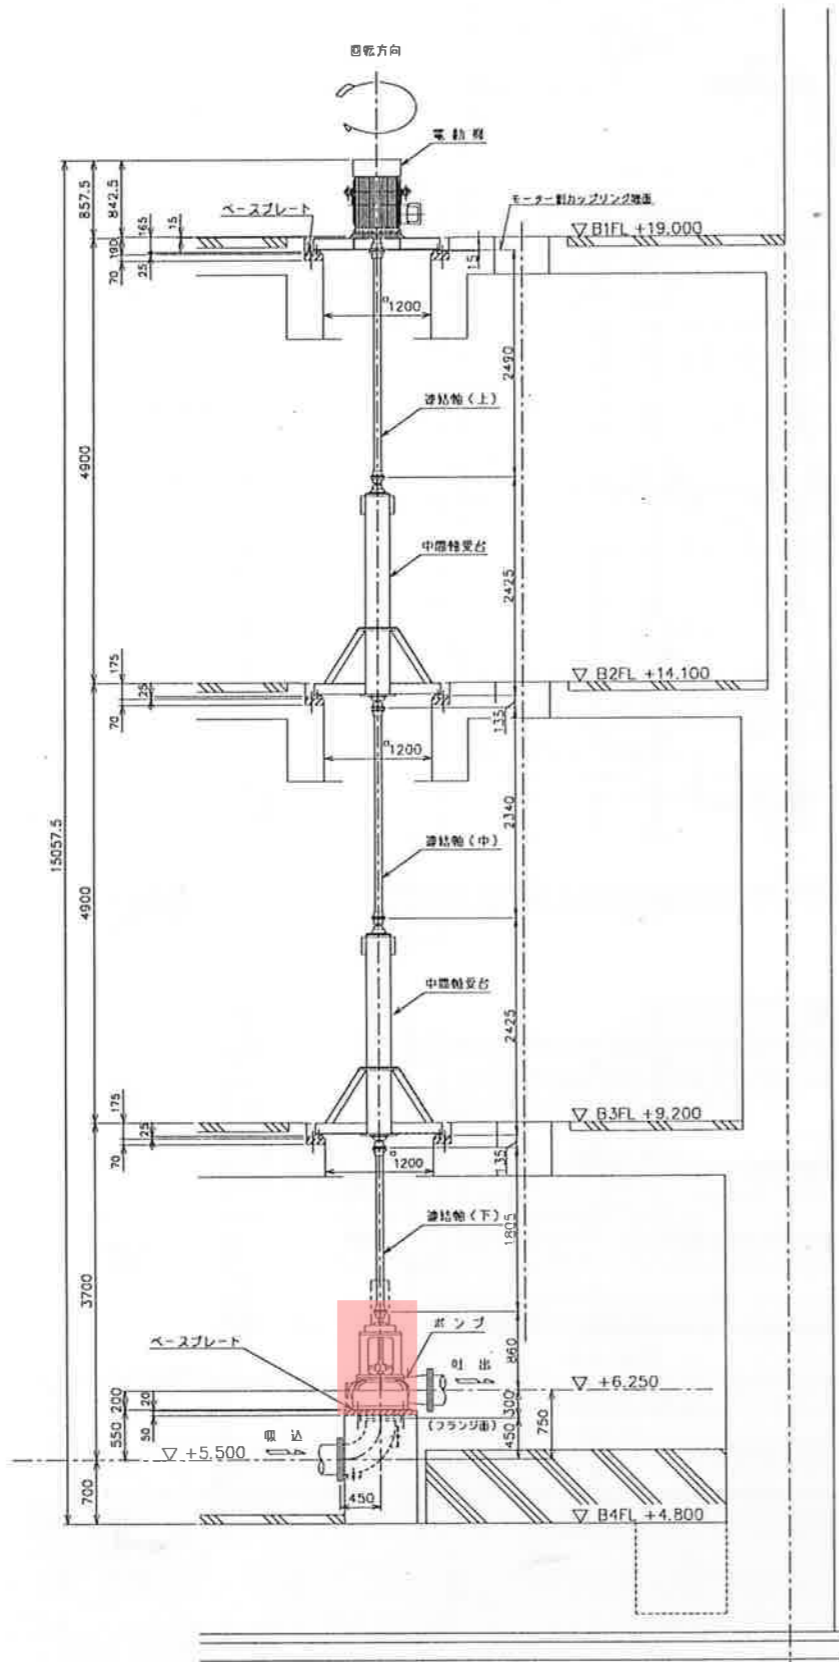 回転方向
電動機
857.5
842.5
ベースプレート
モーター側カップリング端面
165
15
▽ B1FL +19.000
190
25
70
15
□1200
2490
連結軸(上)
4900
中間軸受台
2425
175
▽ B2FL +14.100
25
70
135
□1200
2340
15057.5
連結軸(中)
4900
中間軸受台
2425
175
▽ B3FL +9.200
25
70
135
□1200
連結軸(下)
1805
3700
ベースプレート
ポンプ
860
吐出
▽ +6.250
200
20
300
750
550
50
450
(フランジ面)
吸込
▽ +5.500
450
700
▽ B4FL +4.800